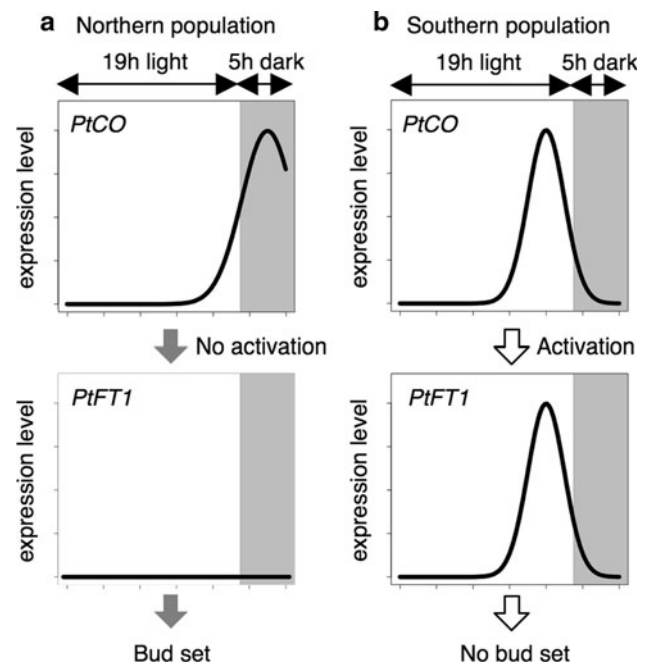 a Northern population
19h light 5h dark
PtCO
expression level
No activation
PtFT1
expression level
Bud set
b Southern population
19h light 5h dark
PtCO
expression level
Activation
PtFT1
expression level
No bud set